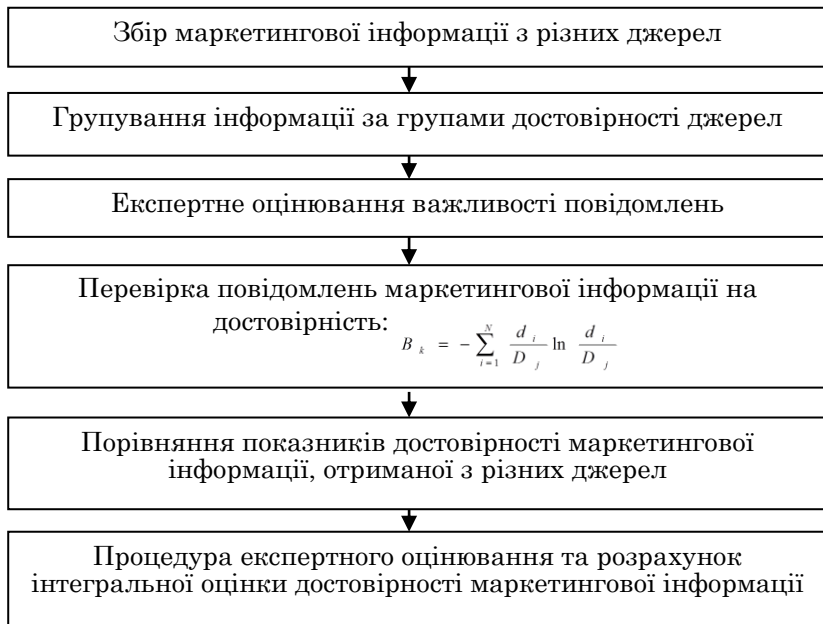 Збір маркетингової інформації з різних джерел
Групування інформації за групами достовірності джерел
Експертне оцінювання важливості повідомлень
Перевірка повідомлень маркетингової інформації на
достовірність: B_k = -∑_{i=1}^{N} d_i/D_j ln d_i/D_j
Порівняння показників достовірності маркетингової
інформації, отриманої з різних джерел
Процедура експертного оцінювання та розрахунок
інтегральної оцінки достовірності маркетингової інформації